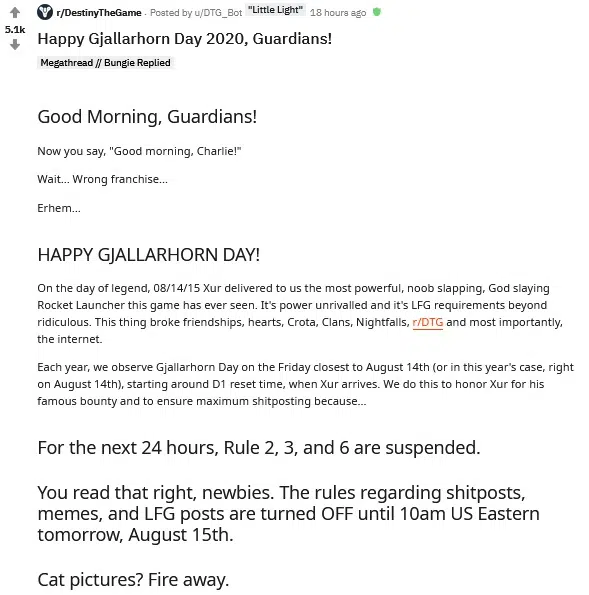 r/DestinyTheGame · Posted by u/DTG_Bot "Little Light" 18 hours ago
5.1k
Happy Gjallarhorn Day 2020, Guardians!
Megathread // Bungie Replied
Good Morning, Guardians!
Now you say, "Good morning, Charlie!"
Wait... Wrong franchise...
Erhem...
HAPPY GJALLARHORN DAY!
On the day of legend, 08/14/15 Xur delivered to us the most powerful, noob slapping, God slaying
Rocket Launcher this game has ever seen. It's power unrivalled and it's LFG requirements beyond
ridiculous. This thing broke friendships, hearts, Crota, Clans, Nightfalls, r/DTG and most importantly,
the internet.
Each year, we observe Gjallarhorn Day on the Friday closest to August 14th (or in this year's case, right
on August 14th), starting around D1 reset time, when Xur arrives. We do this to honor Xur for his
famous bounty and to ensure maximum shitposting because...
For the next 24 hours, Rule 2, 3, and 6 are suspended.
You read that right, newbies. The rules regarding shitposts,
memes, and LFG posts are turned OFF until 10am US Eastern
tomorrow, August 15th.
Cat pictures? Fire away.